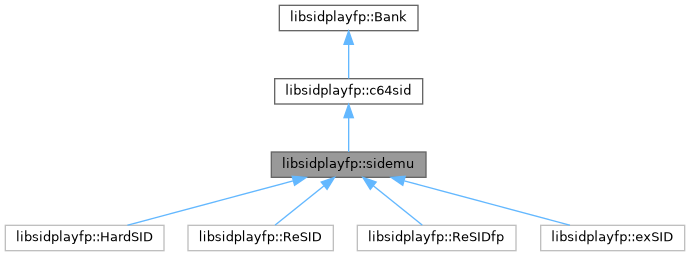 libsidplayfp::Bank
libsidplayfp::c64sid
libsidplayfp::sidemu
libsidplayfp::HardSID
libsidplayfp::ReSID
libsidplayfp::ReSIDfp
libsidplayfp::exSID